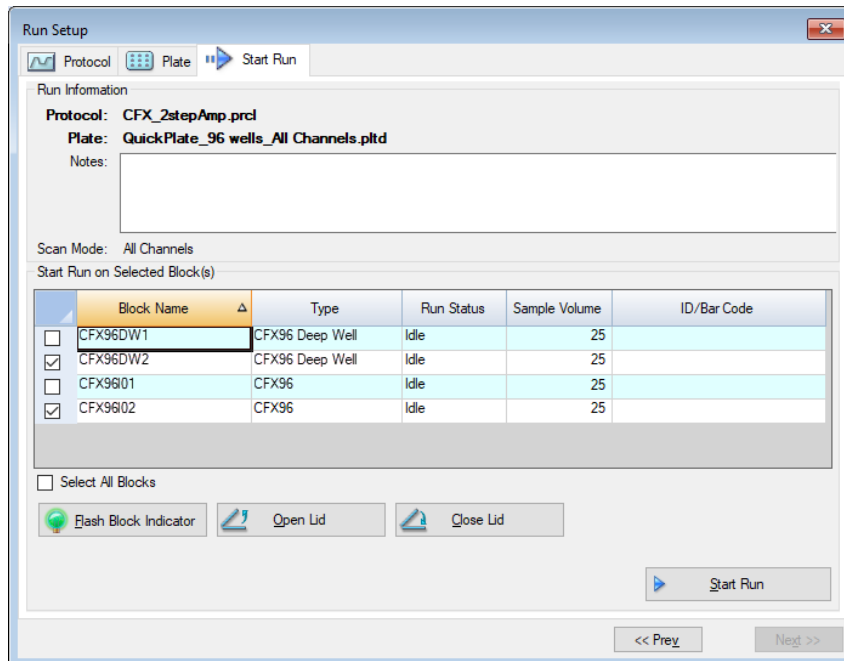 Run Setup
Protocol Plate Start Run
Run Information
Protocol: CFX_2stepAmp.prcl
Plate: QuickPlate_96 wells_All Channels.pltd
Notes:
Scan Mode: All Channels
Start Run on Selected Block(s)
Block Name Type Run Status Sample Volume ID/Bar Code
CFX96DW1 CFX96 Deep Well Idle 25
CFX96DW2 CFX96 Deep Well Idle 25
CFX96I01 CFX96 Idle 25
CFX96I02 CFX96 Idle 25
Select All Blocks
Flash Block Indicator Open Lid Close Lid
Start Run
<< Prev Next >>